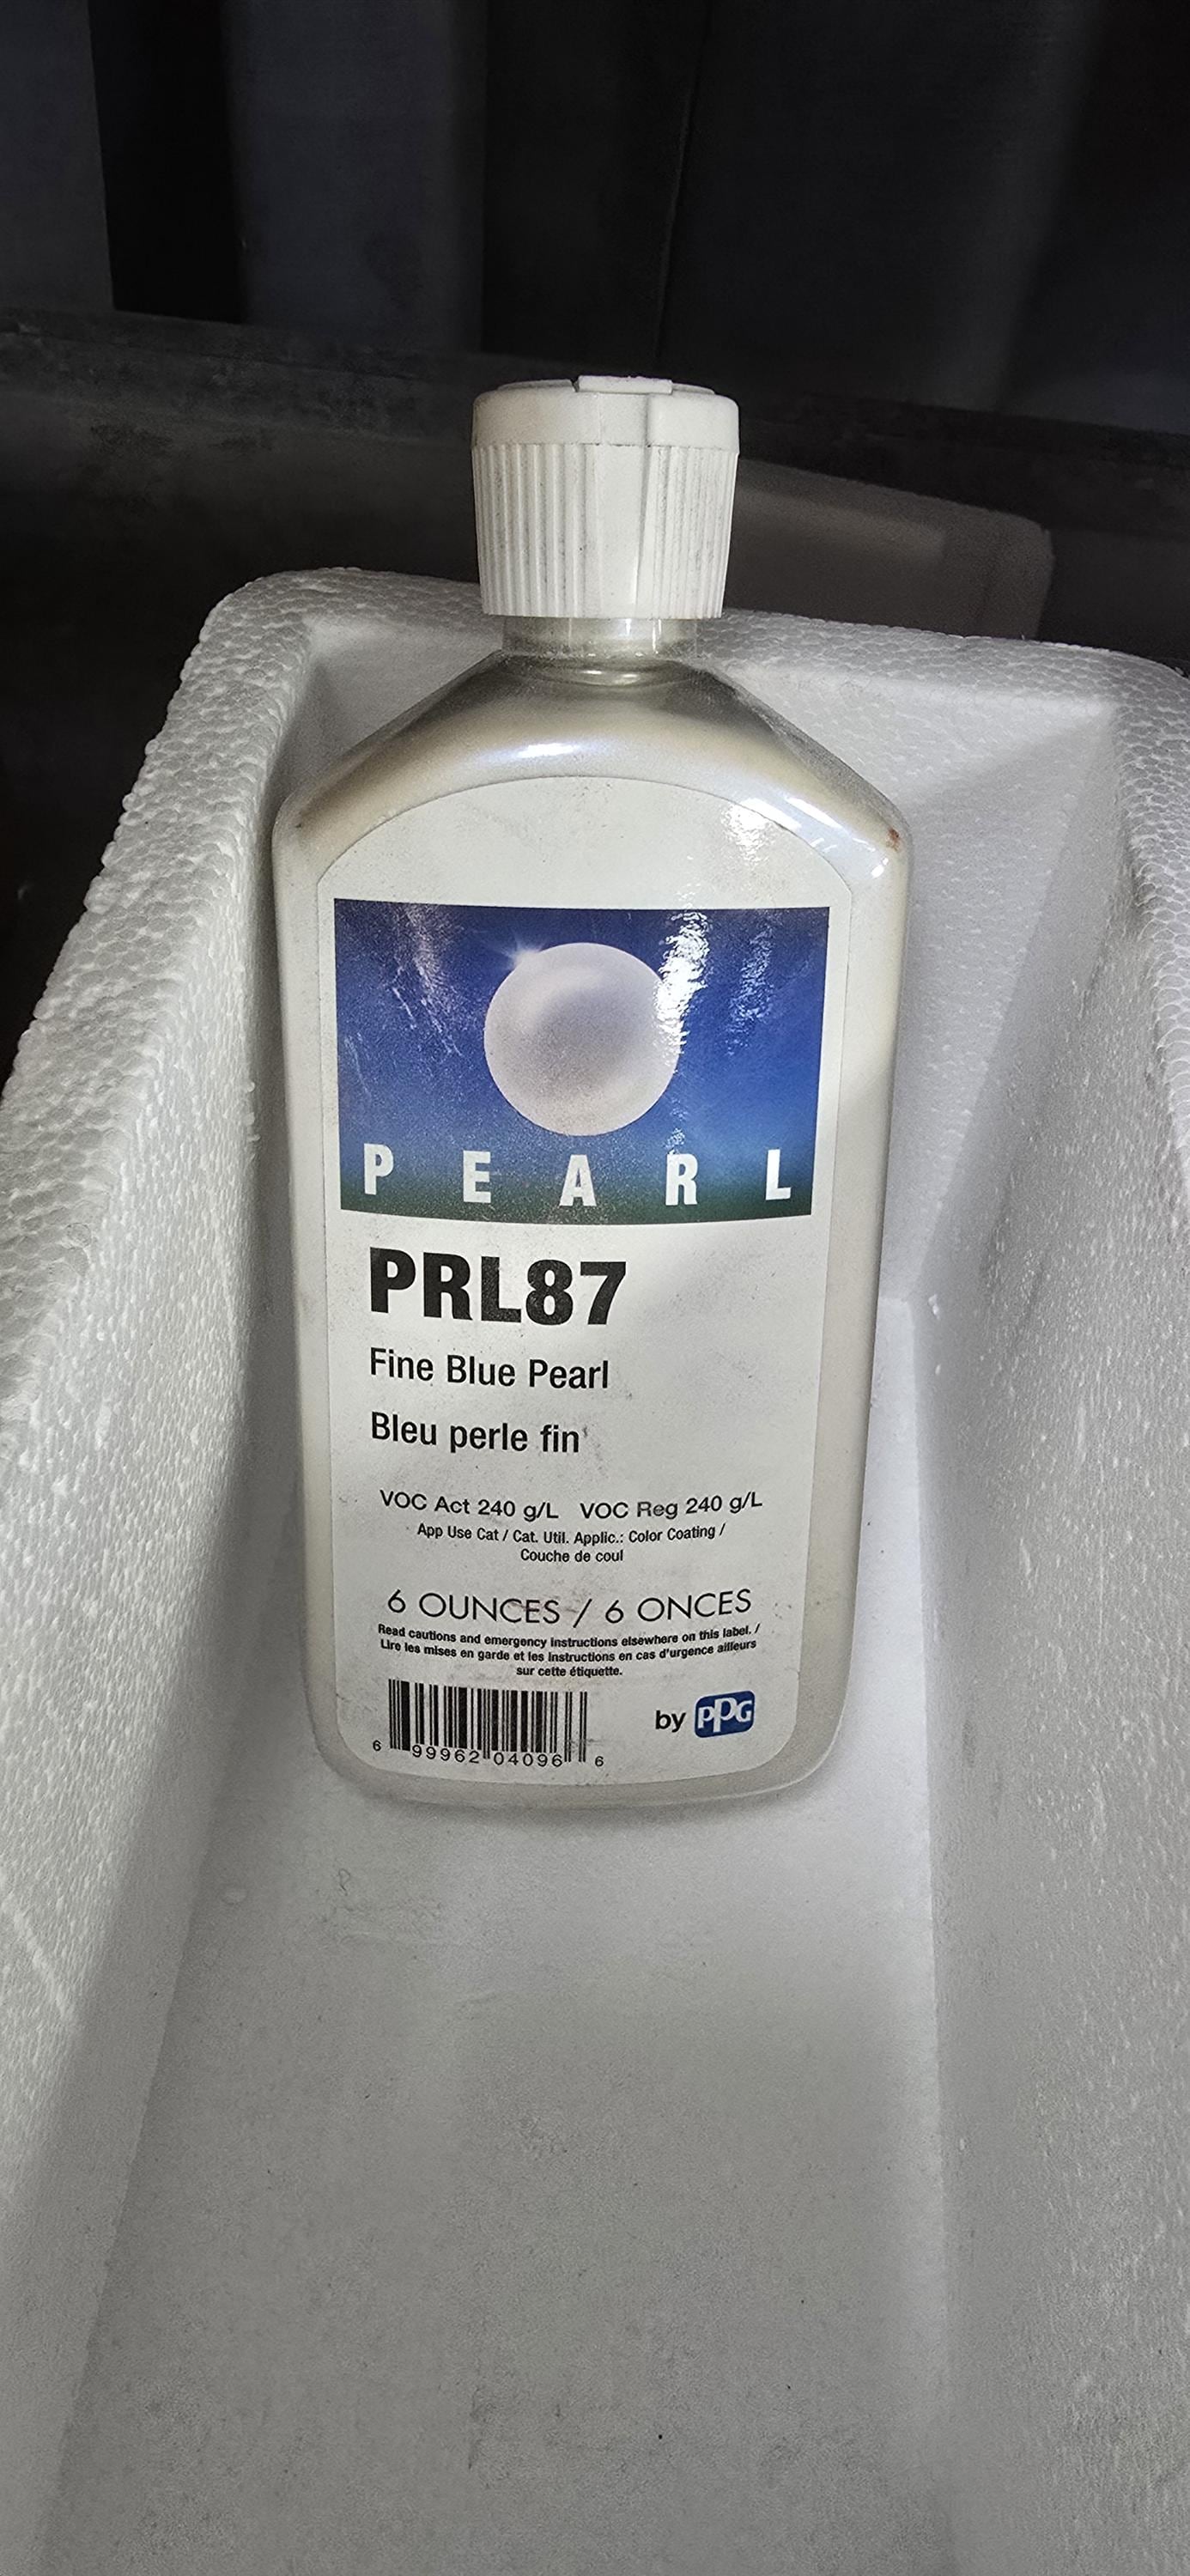 PEARL
PRL87
Fine Blue Pearl
Bleu perle fin
VOC Act 240 g/L VOC Reg 240 g/L
App Use Cat / Cat. Util. Applic.: Color Coating /
Couche de coul
6 OUNCES / 6 ONCES
Read cautions and emergency instructions elsewhere on this label. /
Lire les mises en garde et les instructions en cas d'urgence ailleurs
sur cette étiquette.
by PPG
6 99962 04096 6